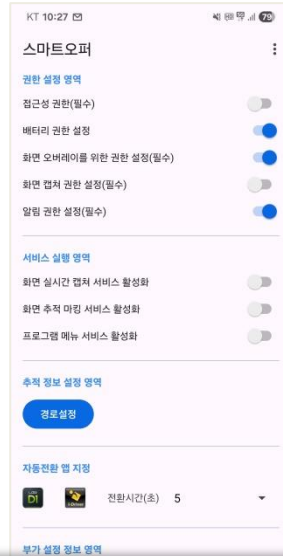 KT 10:27
79
스마트오퍼
권한 설정 영역
접근성 권한(필수)
배터리 권한 설정
화면 오버레이를 위한 권한 설정(필수)
화면 캡쳐 권한 설정(필수)
알림 권한 설정(필수)
서비스 실행 영역
화면 실시간 캡쳐 서비스 활성화
화면 추적 마킹 서비스 활성화
프로그램 메뉴 서비스 활성화
추적 정보 설정 영역
경로설정
자동전환 앱 지정
D1 전환시간(초) 5
부가 설정 정보 영역